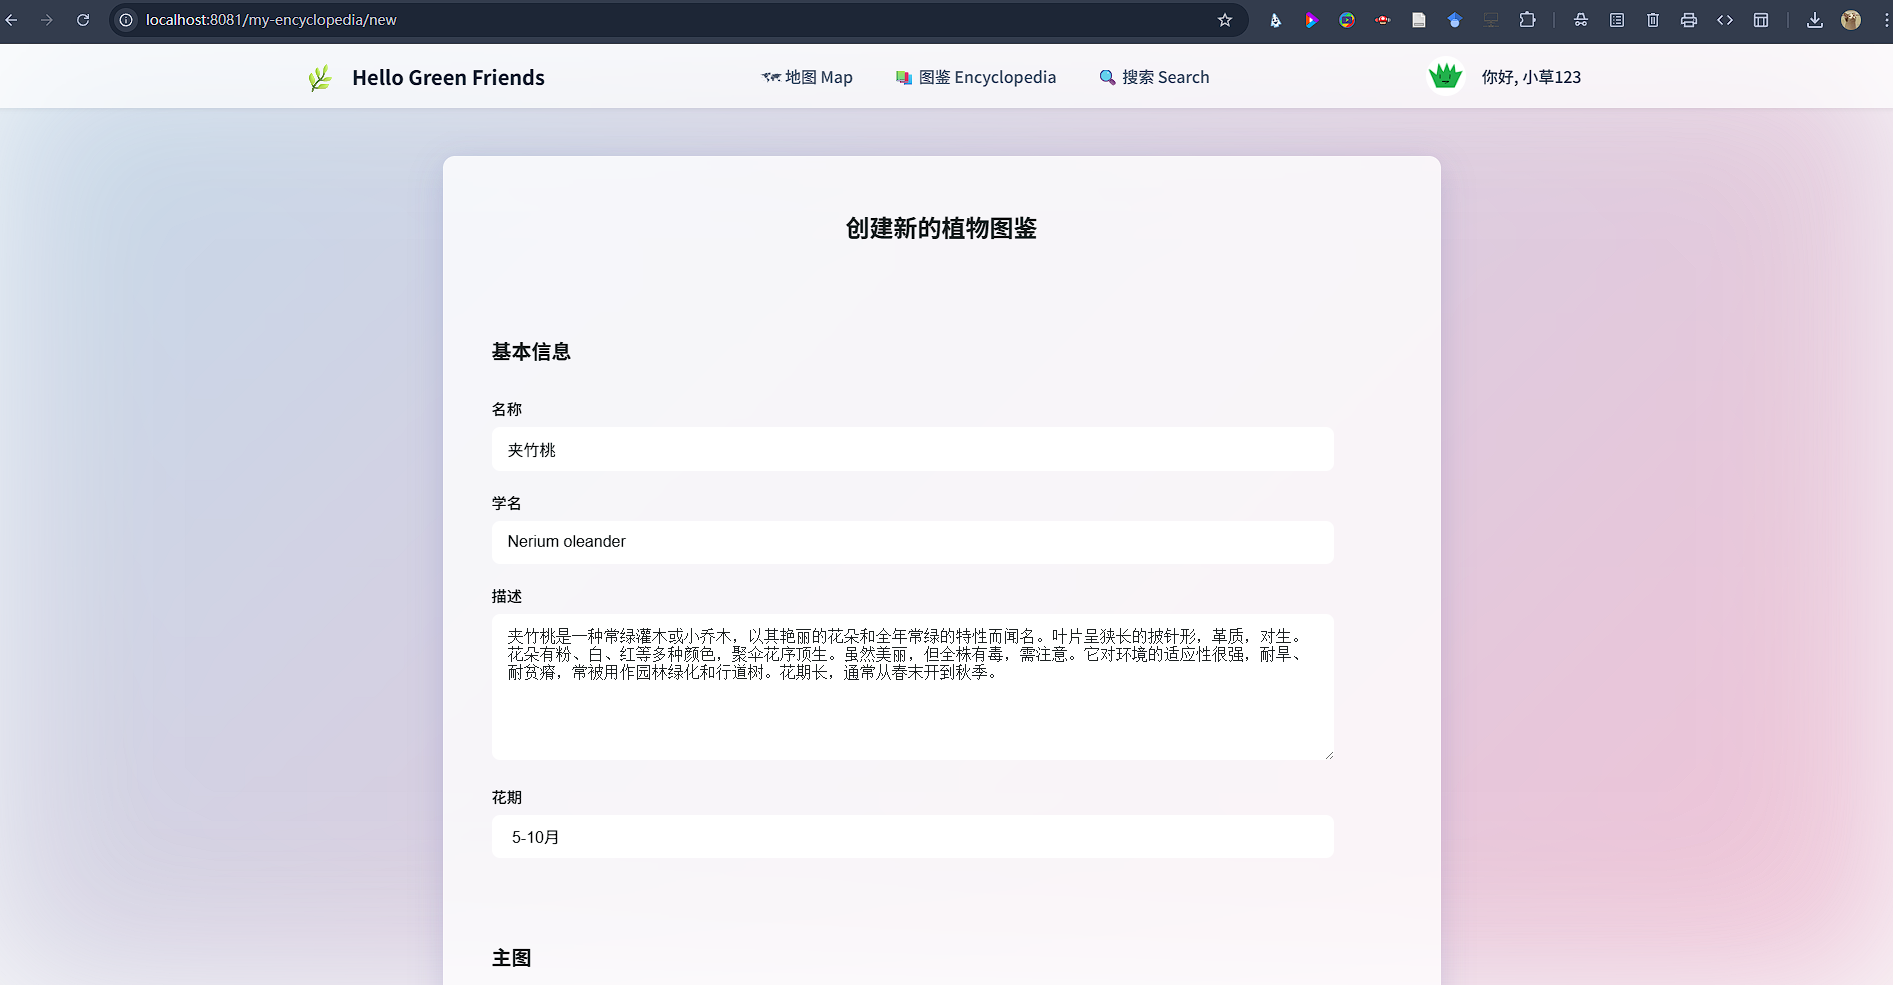 localhost:8081/my-encyclopedia/new
Hello Green Friends
地图 Map
图鉴 Encyclopedia
搜索 Search
你好, 小草123
创建新的植物图鉴
基本信息
名称
夹竹桃
学名
Nerium oleander
描述
夹竹桃是一种常绿灌木或小乔木，以其艳丽的花朵和全年常绿的特性而闻名。叶片呈狭长的披针形，革质，对生。
花朵有粉、白、红等多种颜色，聚伞花序顶生。虽然美丽，但全株有毒，需注意。它对环境的适应性很强，耐旱、
耐贫瘠，常被用作园林绿化和行道树。花期长，通常从春末开到秋季。
花期
5-10月
主图